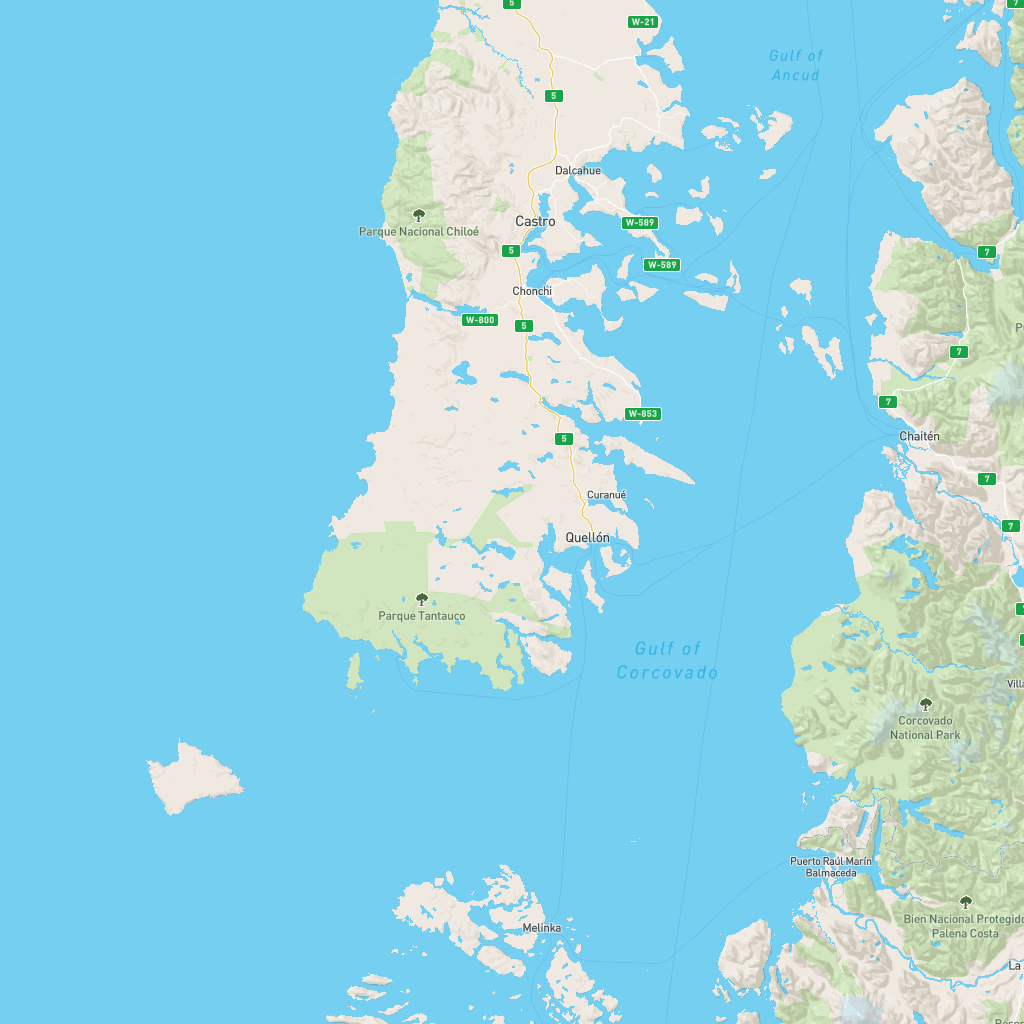 5
W-21
7
Gulf of
Ancud
5
Dalcahue
Parque Nacional Chiloé
Castro
W-589
5
7
W-589
Chonchi
W-800
5
7
7
W-853
Chaitén
5
7
Curanué
7
Quellón
Parque Tantauco
Gulf of
Corcovado
Corcovado
National Park
Puerto Raúl Marín
Balmaceda
Bien Nacional Protegido
Palena Costa
Melinka
La